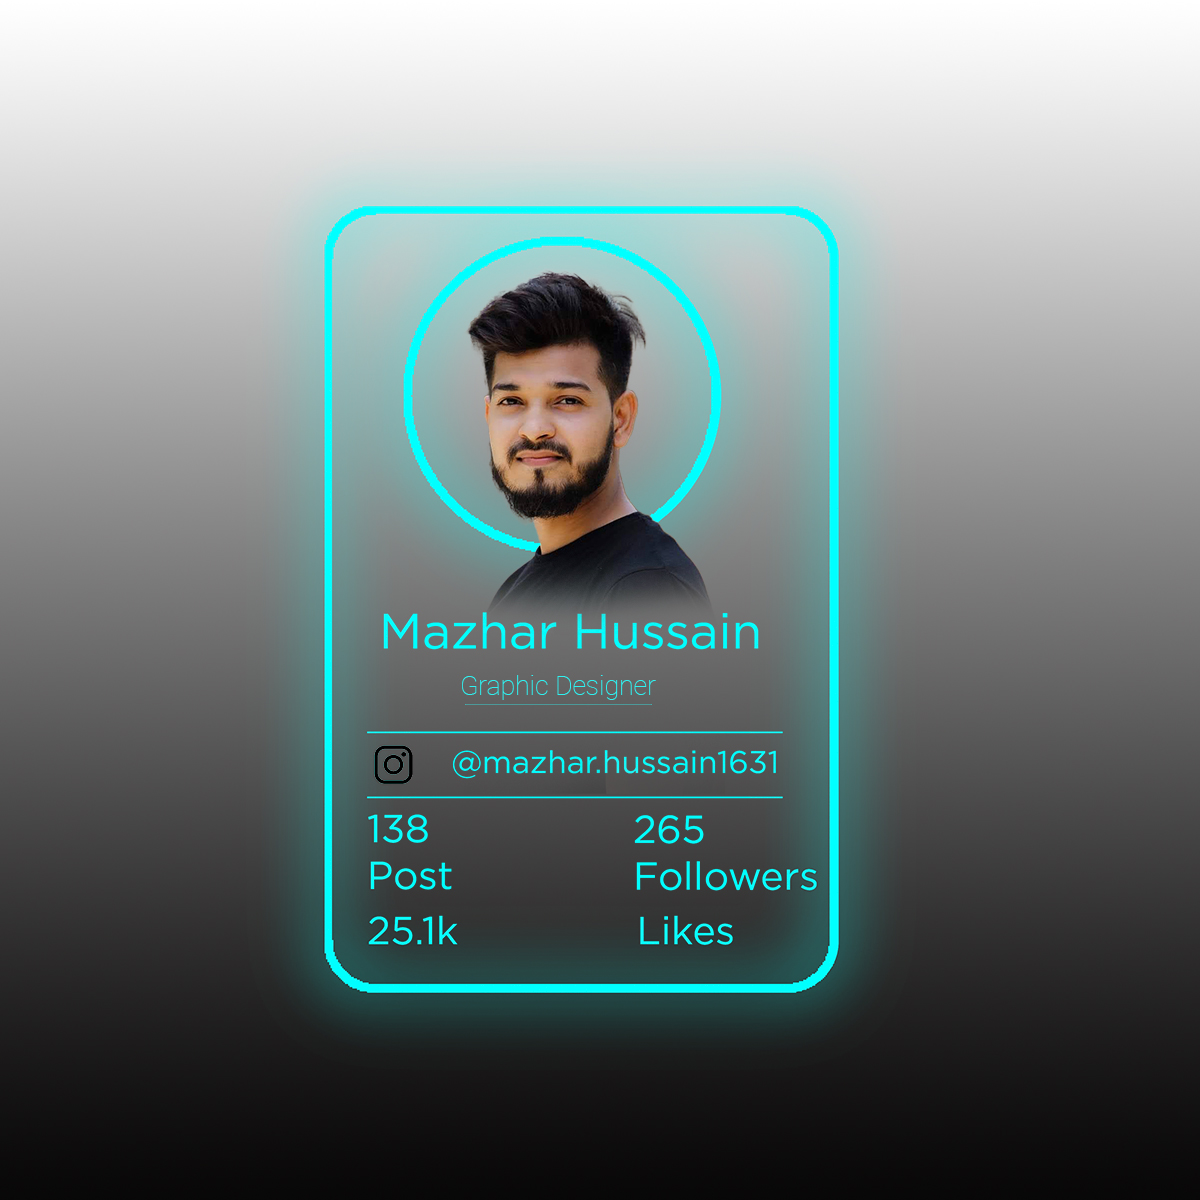 Mazhar Hussain
Graphic Designer
@mazhar.hussain1631
138
Post
265
Followers
25.1k
Likes